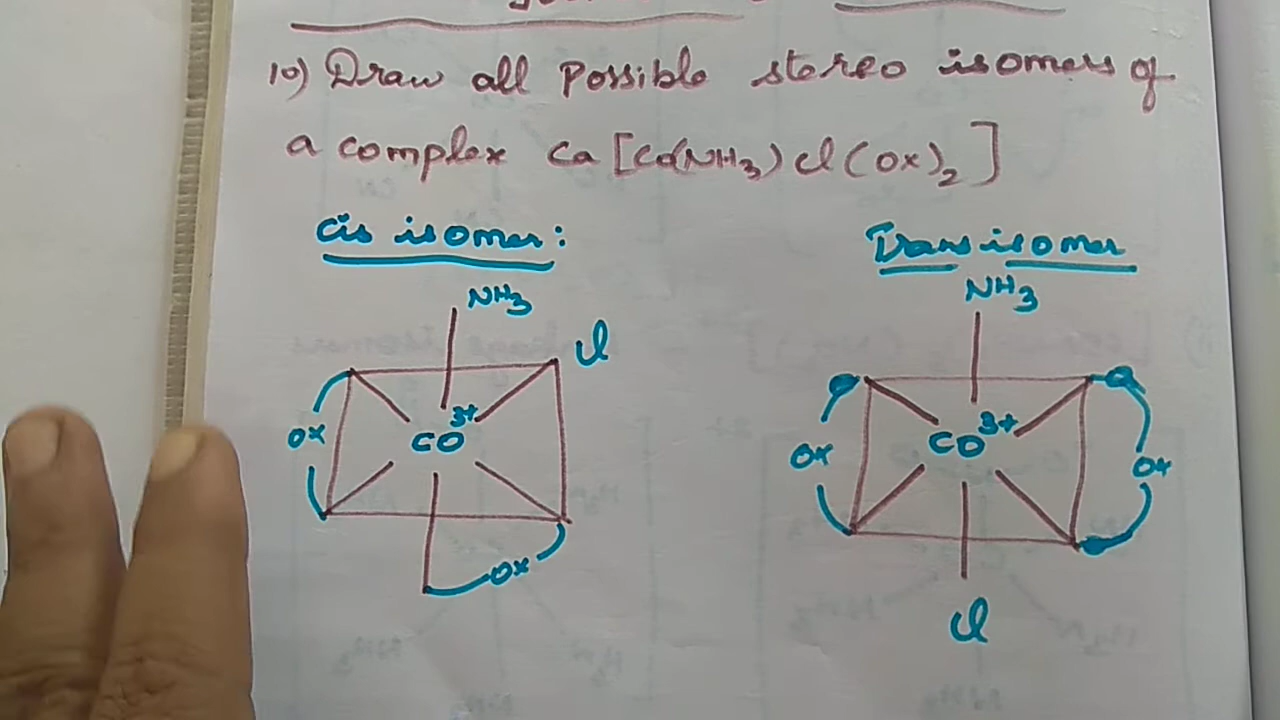 10) Draw all possible stereo isomers of
a complex Ca [Co(NH₃) Cl (ox)₂]
Cis isomer:
NH₃
Cl
ox
CO³⁺
ox
Trans isomer
NH₃
ox
CO³⁺
ox
Cl